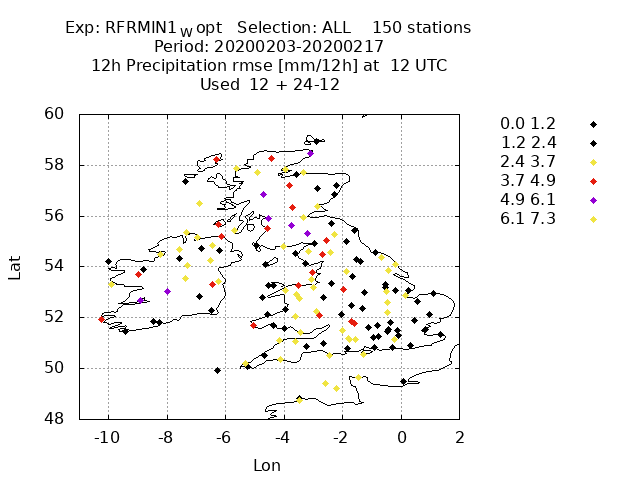 Exp: RFRMIN1_W opt Selection: ALL 150 stations
Period: 20200203-20200217
12h Precipitation rmse [mm/12h] at 12 UTC
Used 12 + 24-12
60
58
56
54
52
50
48
Lat
-10 -8 -6 -4 -2 0 2
Lon
0.0 1.2
1.2 2.4
2.4 3.7
3.7 4.9
4.9 6.1
6.1 7.3